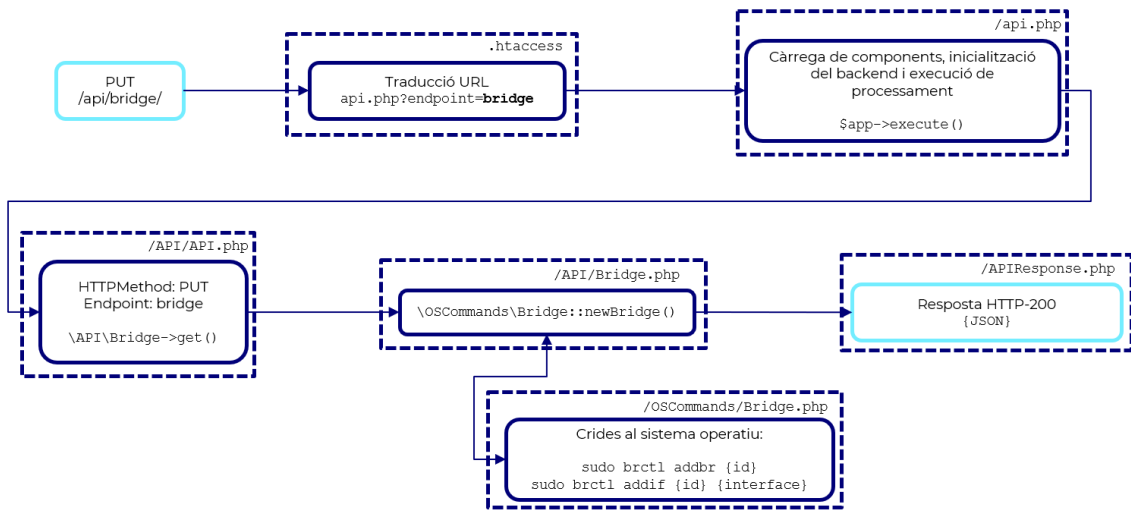 /api.php
.htaccess
PUT
/api/bridge/
Traducció URL
api.php?endpoint=bridge
Càrrega de components, inicialització
del backend i execució de
processament
$app->execute()
/API/API.php
HTTPMethod: PUT
Endpoint: bridge
\API\Bridge->get()
/API/Bridge.php
\OSCommands\Bridge::newBridge()
/APIResponse.php
Resposta HTTP-200
{JSON}
/OSCommands/Bridge.php
Crides al sistema operatiu:
sudo brctl addbr {id}
sudo brctl addif {id} {interface}